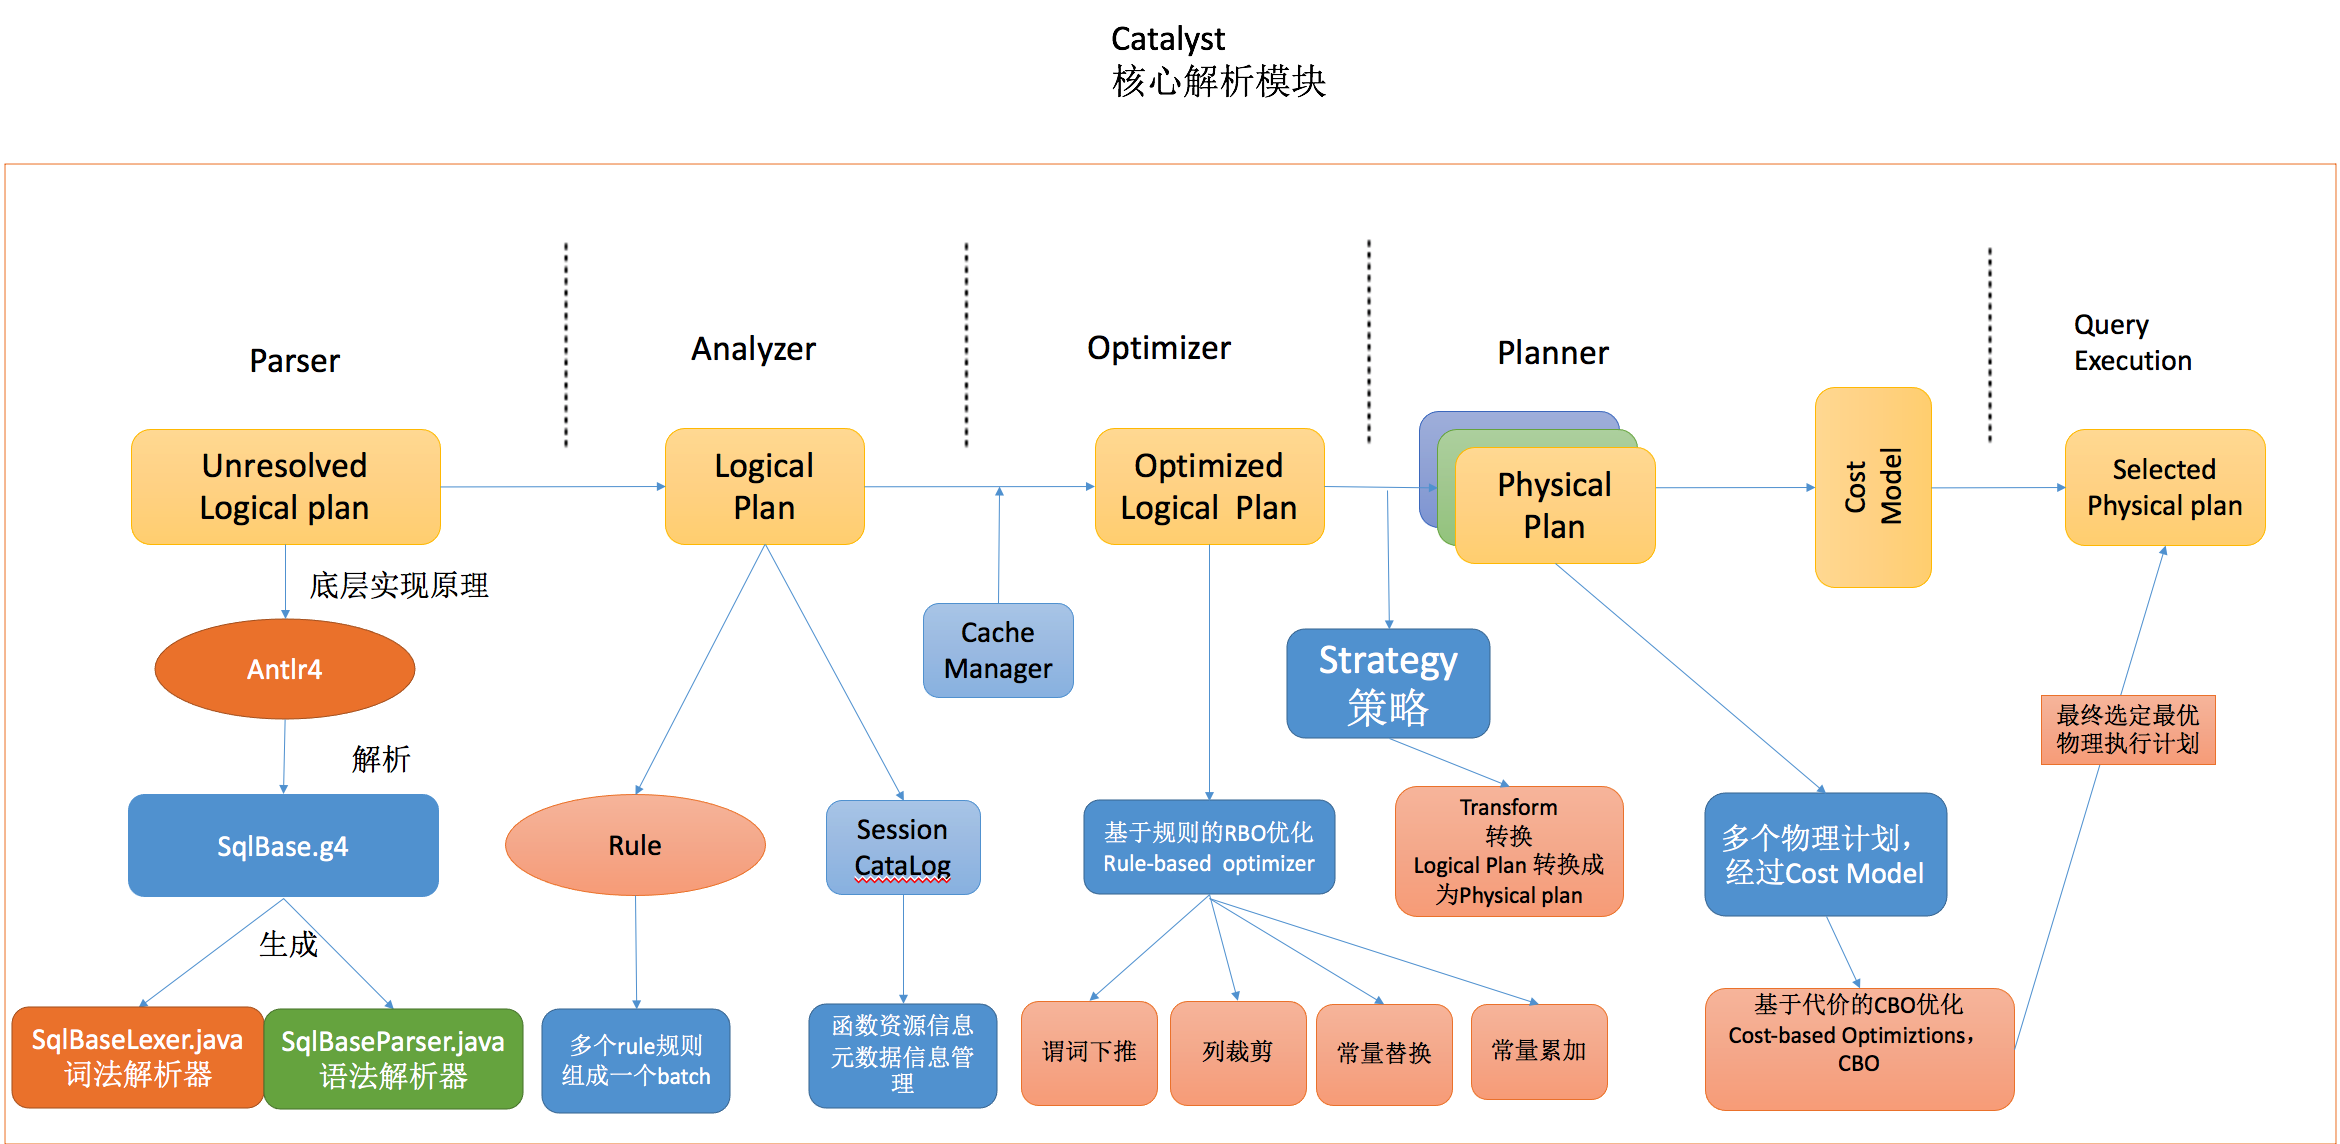 Catalyst
核心解析模块
Parser
Analyzer
Optimizer
Planner
Query
Execution
Unresolved
Logical plan
Logical
Plan
Optimized
Logical Plan
Physical
Plan
Cost
Model
Selected
Physical plan
底层实现原理
Antlr4
解析
SqlBase.g4
生成
SqlBaseLexer.java
词法解析器
SqlBaseParser.java
语法解析器
Rule
多个rule规则
组成一个batch
Session
CataLog
函数资源信息
元数据信息管
理
Cache
Manager
基于规则的RBO优化
Rule-based optimizer
谓词下推
列裁剪
常量替换
常量累加
Strategy
策略
Transform
转换
Logical Plan 转换成
为Physical plan
多个物理计划，
经过Cost Model
基于代价的CBO优化
Cost-based Optimiztions，
CBO
最终选定最优
物理执行计划